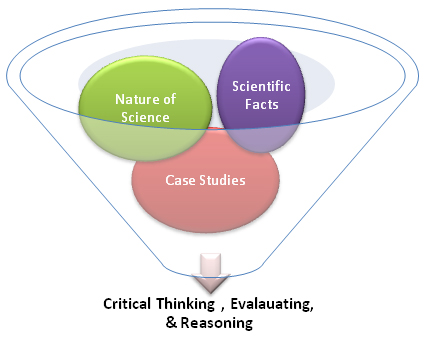 Nature of
Science
Scientific
Facts
Case Studies
Critical Thinking , Evalauating,
& Reasoning